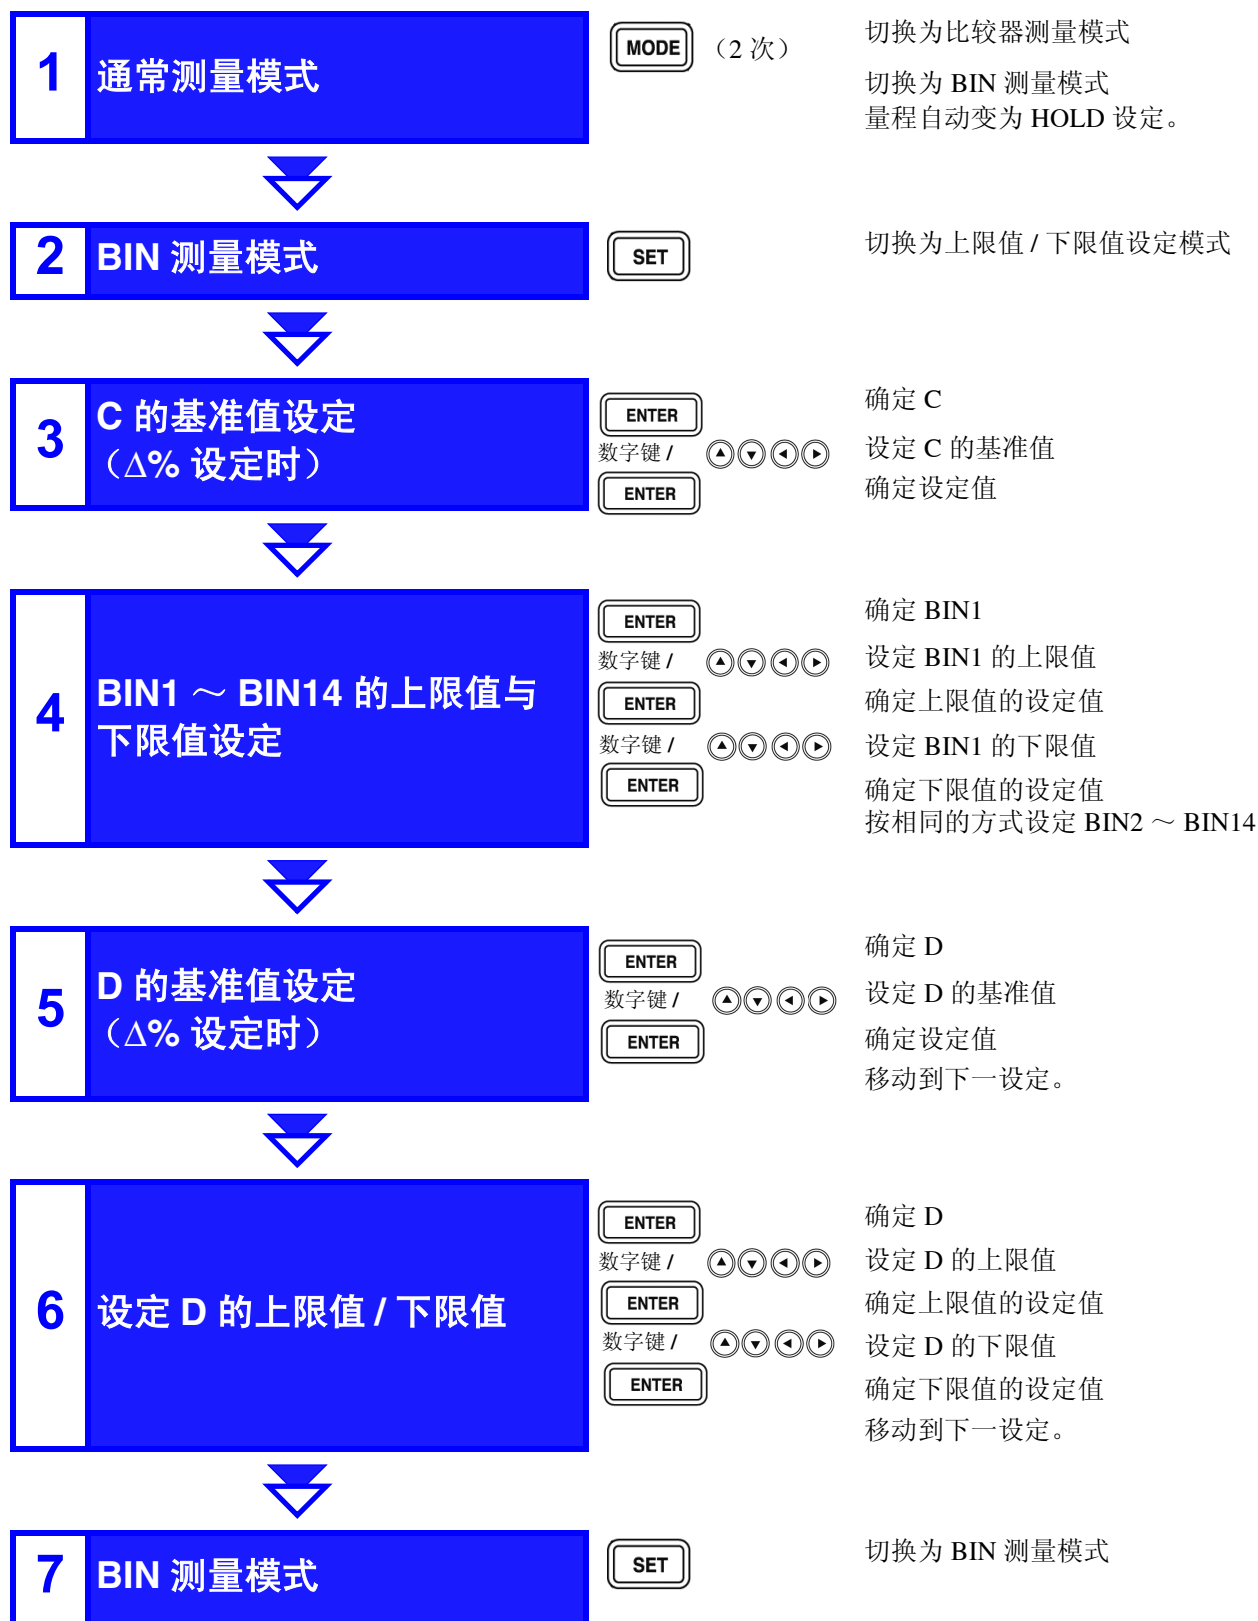 1 通常测量模式
MODE （2 次） 切换为比较器测量模式
切换为 BIN 测量模式
量程自动变为 HOLD 设定。
2 BIN 测量模式
SET 切换为上限值 / 下限值设定模式
3 C 的基准值设定
（Δ% 设定时）
ENTER 确定 C
数字键 / 设定 C 的基准值
ENTER 确定设定值
4 BIN1 ～ BIN14 的上限值与
下限值设定
ENTER 确定 BIN1
数字键 / 设定 BIN1 的上限值
ENTER 确定上限值的设定值
数字键 / 设定 BIN1 的下限值
ENTER 确定下限值的设定值
按相同的方式设定 BIN2 ～ BIN14
5 D 的基准值设定
（Δ% 设定时）
ENTER 确定 D
数字键 / 设定 D 的基准值
ENTER 确定设定值
移动到下一设定。
6 设定 D 的上限值 / 下限值
ENTER 确定 D
数字键 / 设定 D 的上限值
ENTER 确定上限值的设定值
数字键 / 设定 D 的下限值
ENTER 确定下限值的设定值
移动到下一设定。
7 BIN 测量模式
SET 切换为 BIN 测量模式